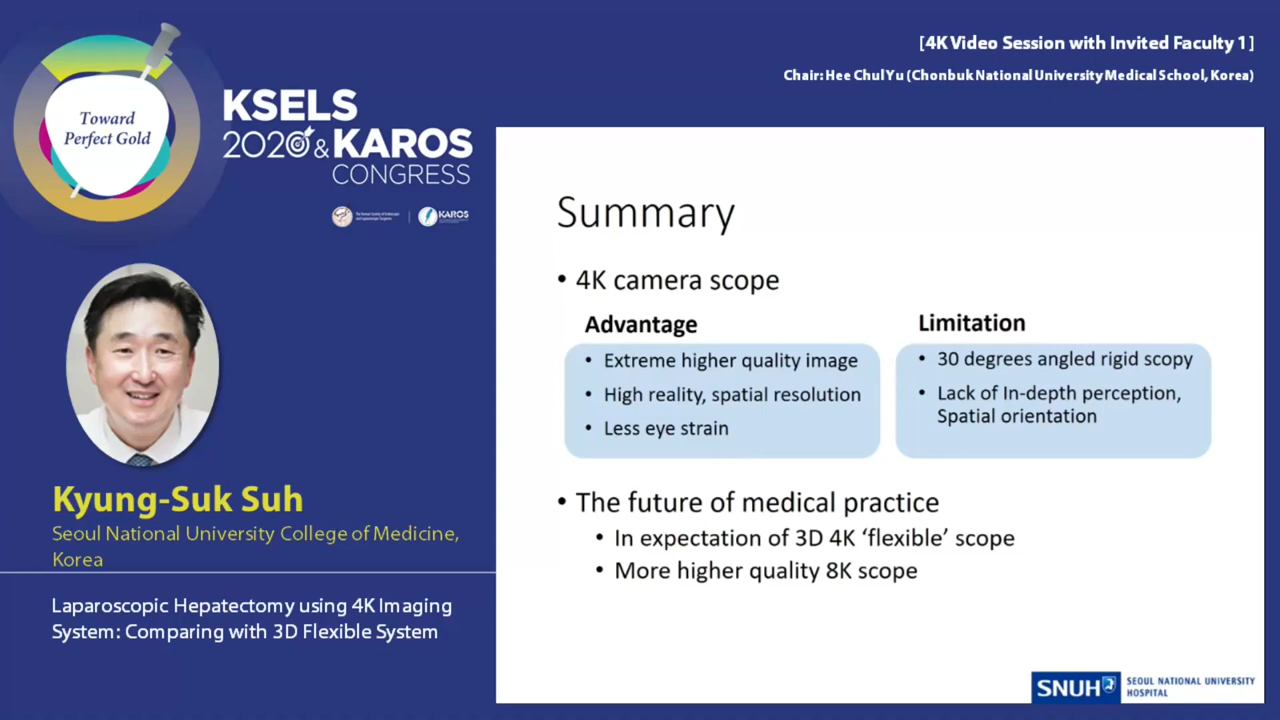 [4K Video Session with Invited Faculty 1]
Chair: Hee Chul Yu (Chonbuk National University Medical School, Korea)
Toward
Perfect Gold
KSELS
2020 & KAROS
CONGRESS
KAROS
Kyung-Suk Suh
Seoul National University College of Medicine,
Korea
Laparoscopic Hepatectomy using 4K Imaging
System: Comparing with 3D Flexible System
Summary
• 4K camera scope
Advantage
• Extreme higher quality image
• High reality, spatial resolution
• Less eye strain
Limitation
• 30 degrees angled rigid scopy
• Lack of In-depth perception,
Spatial orientation
• The future of medical practice
• In expectation of 3D 4K ‘flexible’ scope
• More higher quality 8K scope
SNUH
SEOUL NATIONAL UNIVERSITY
HOSPITAL